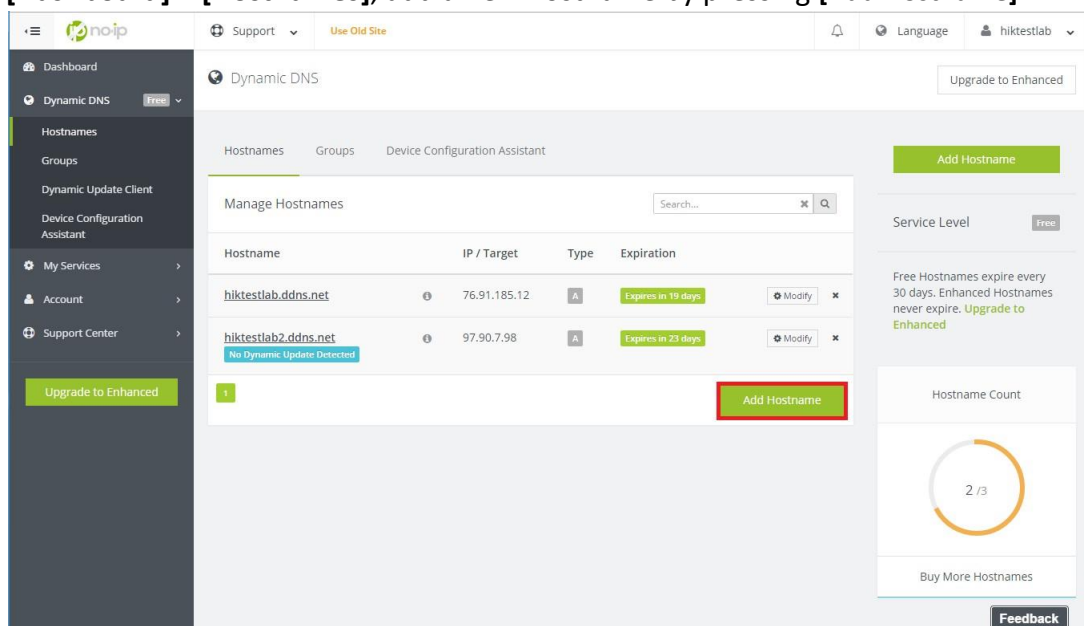 no-ip
Support
Use Old Site
Language
hiktestlab
Dashboard
Dynamic DNS Free
Hostnames
Groups
Dynamic Update Client
Device Configuration
Assistant
My Services
Account
Support Center
Upgrade to Enhanced
Dynamic DNS
Upgrade to Enhanced
Hostnames Groups Device Configuration Assistant
Manage Hostnames
Search...
Hostname IP / Target Type Expiration
hiktestlab.ddns.net 76.91.185.12 A Expires in 19 days Modify
hiktestlab2.ddns.net 97.90.7.98 A Expires in 23 days Modify
No Dynamic Update Detected
1
Add Hostname
Add Hostname
Service Level Free
Free Hostnames expire every
30 days. Enhanced Hostnames
never expire. Upgrade to
Enhanced
Hostname Count
2 /3
Buy More Hostnames
Feedback